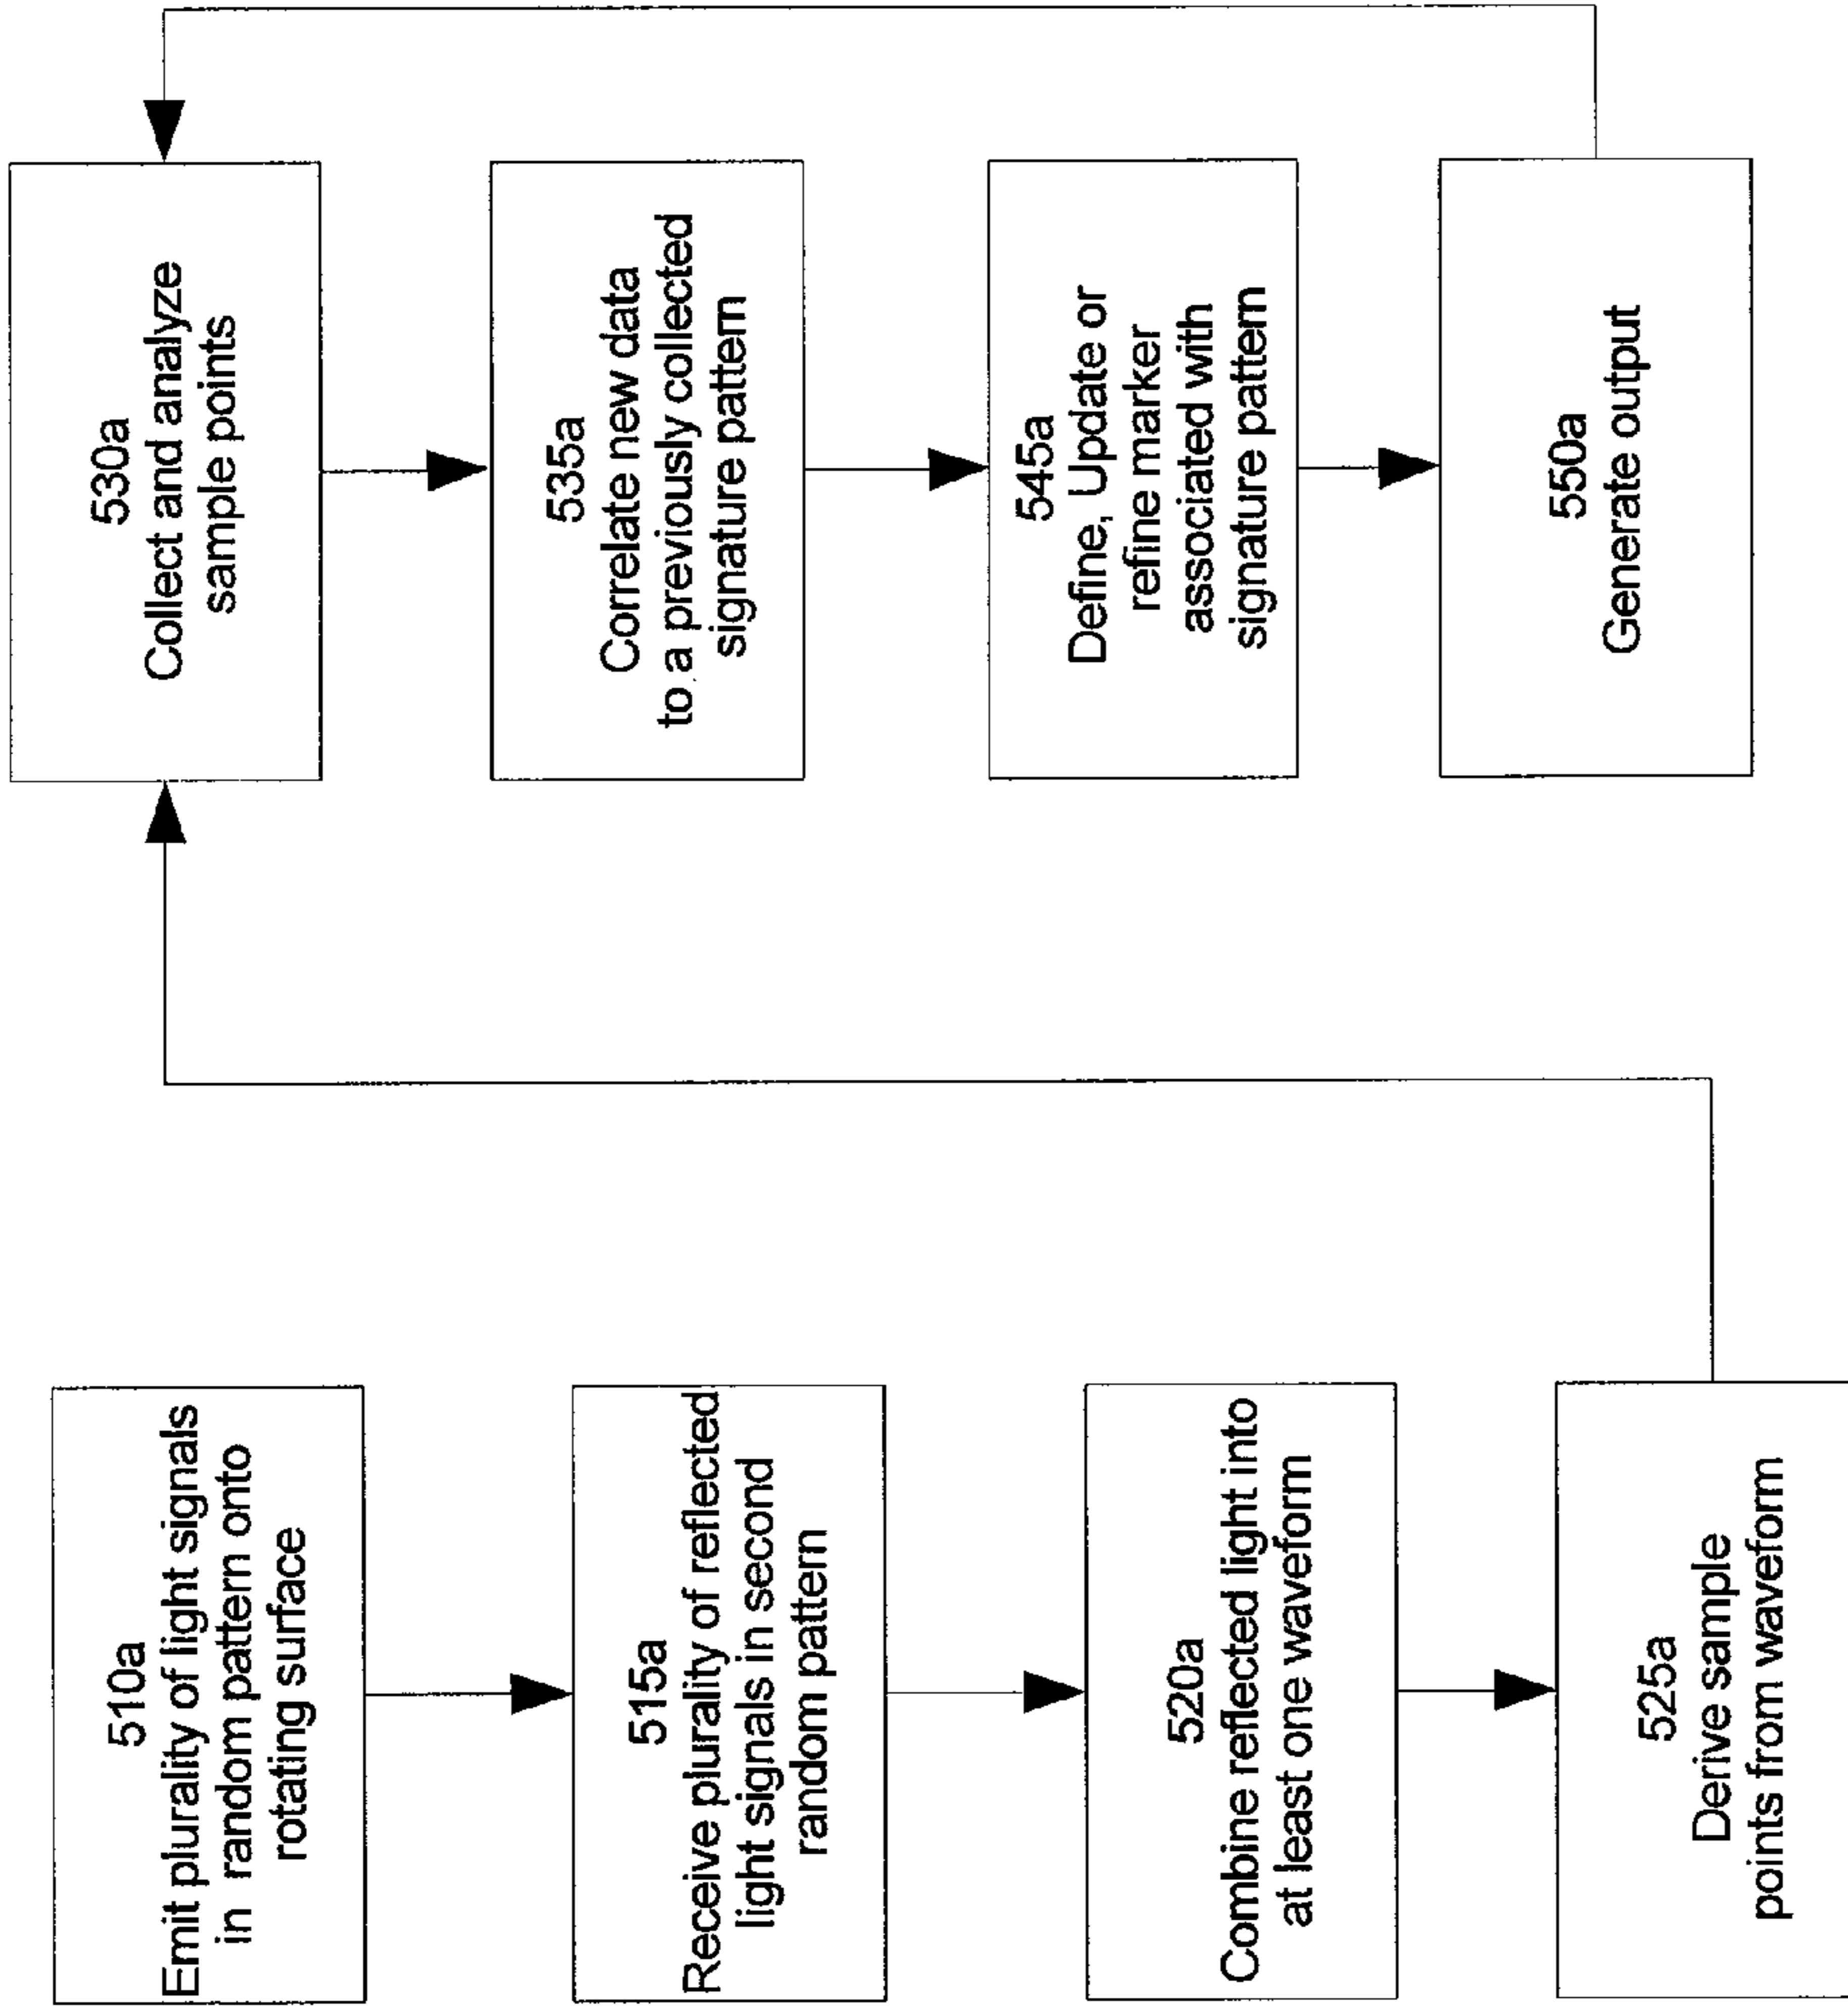 510a
Emit plurality of light signals
in random pattern onto
rotating surface
515a
Receive plurality of reflected
light signals in second
random pattern
520a
Combine reflected light into
at least one waveform
525a
Derive sample
points from waveform
530a
Collect and analyze
sample points
535a
Correlate new data
to a previously collected
signature pattern
545a
Define, Update or
refine marker
associated with
signature pattern
550a
Generate output